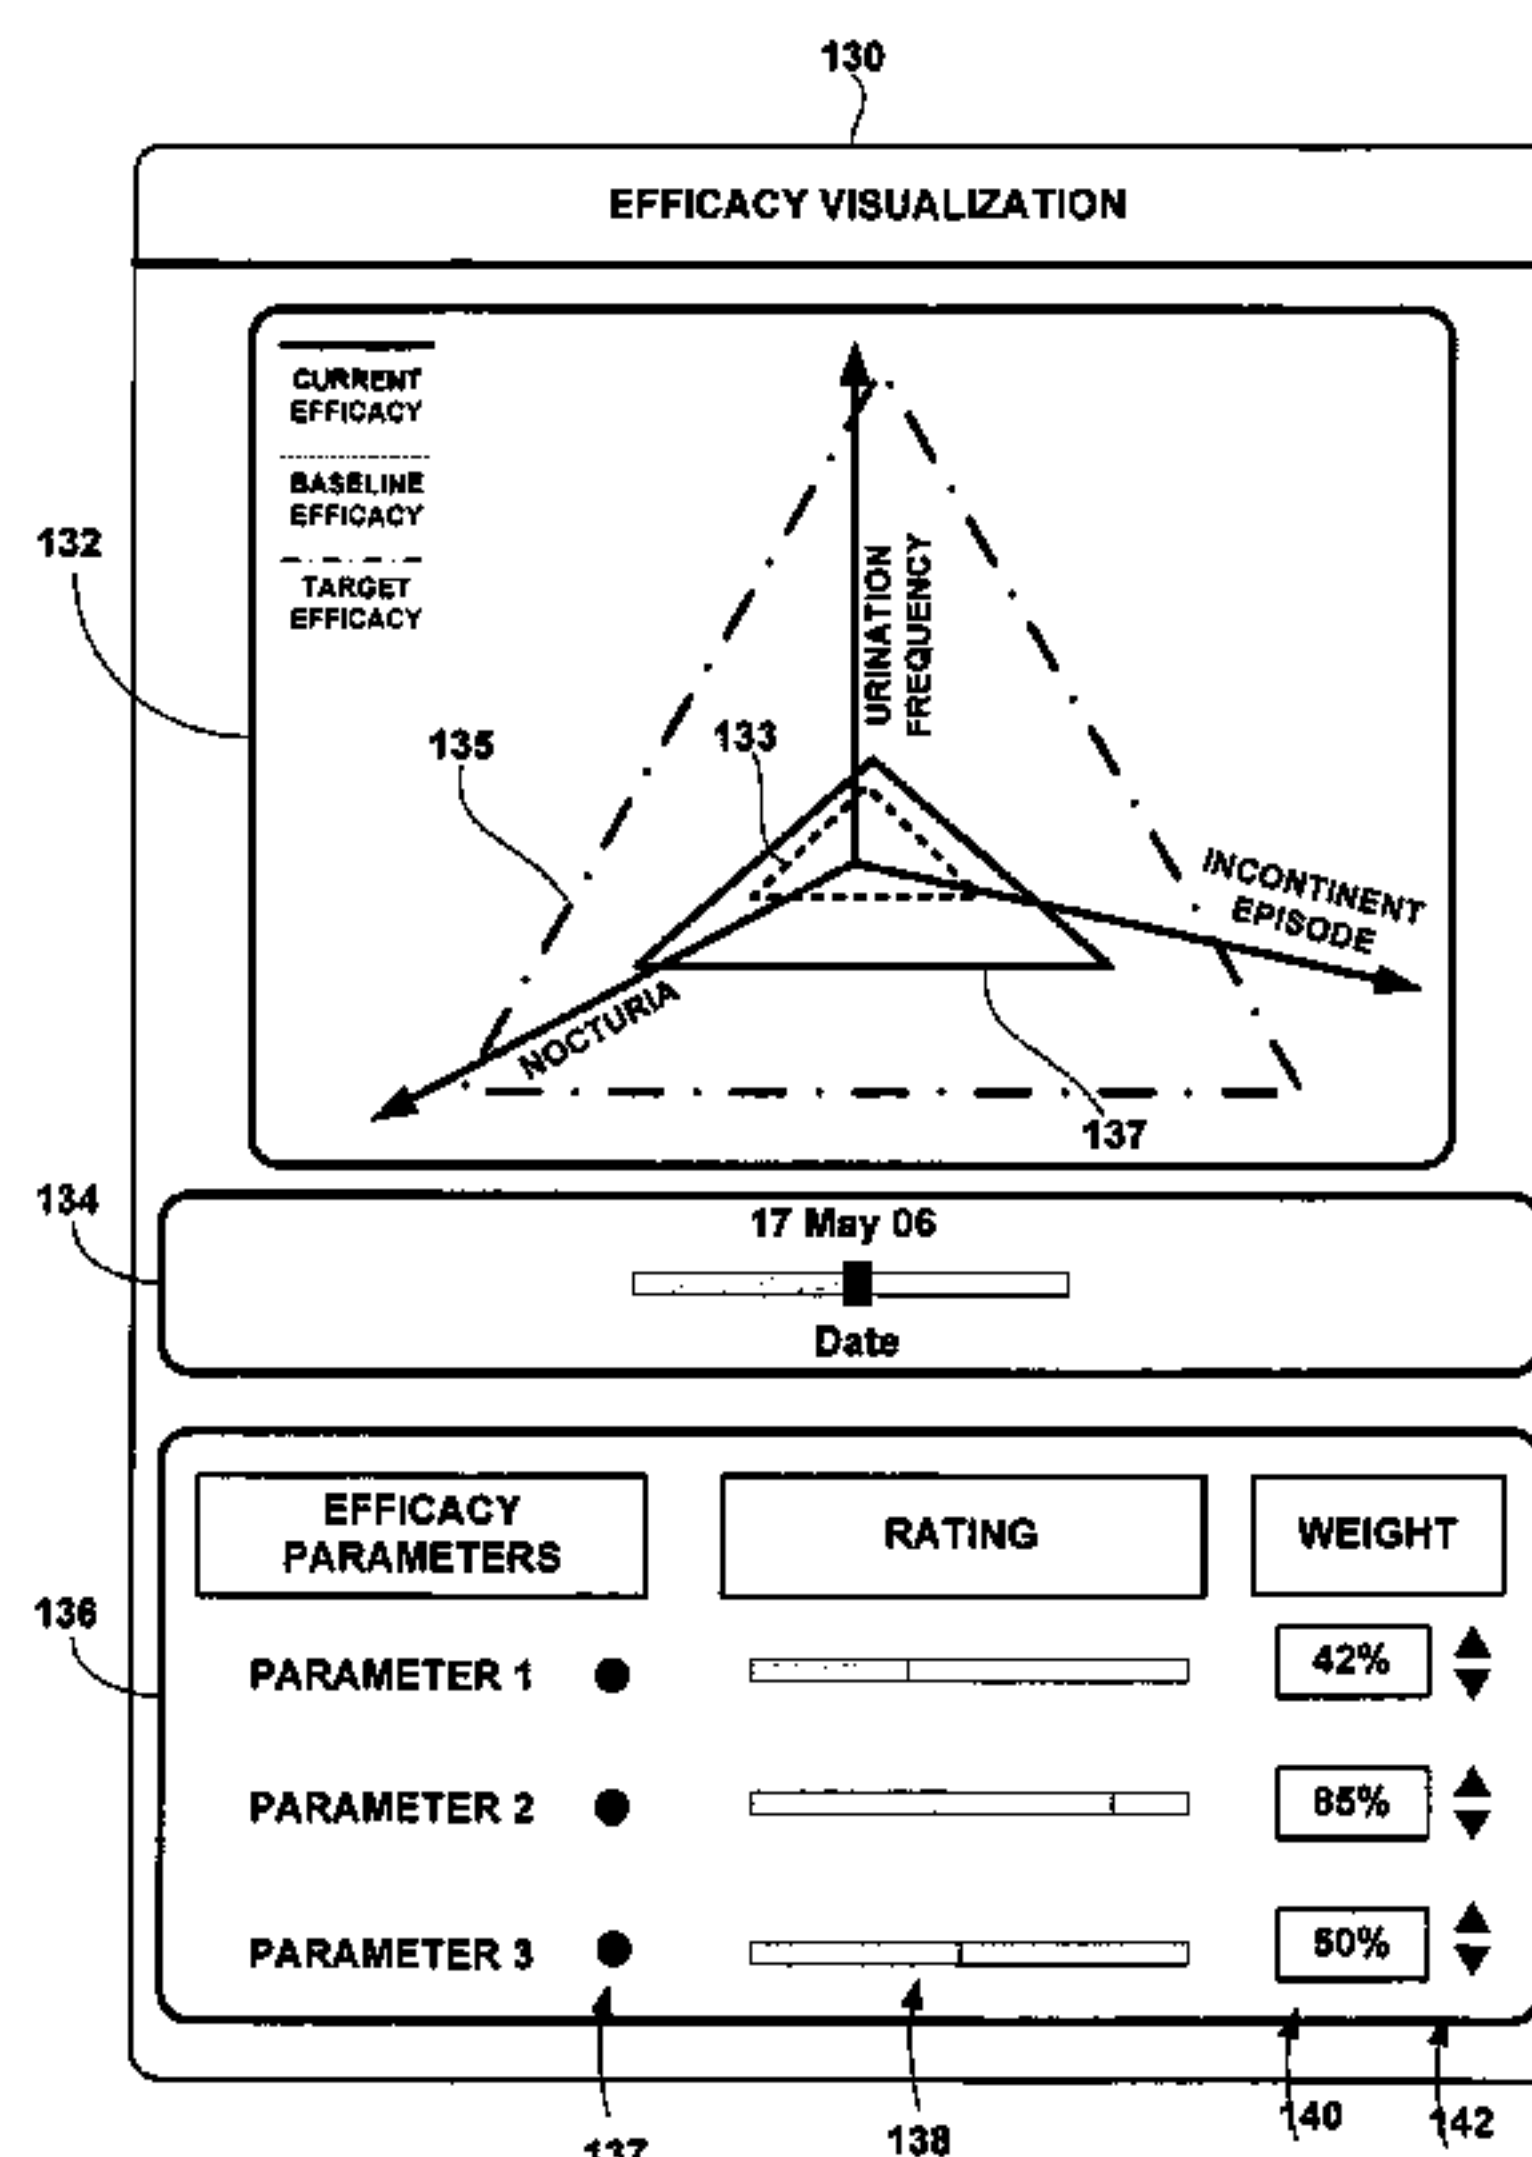 130
EFFICACY VISUALIZATION
CURRENT
EFFICACY
BASELINE
EFFICACY
TARGET
EFFICACY
132
135
133
URINATION
FREQUENCY
INCONTINENT
EPISODE
NOCTURIA
137
134
17 May 06
Date
136
EFFICACY
PARAMETERS
RATING
WEIGHT
PARAMETER 1
42%
PARAMETER 2
85%
PARAMETER 3
50%
137
138
140
142